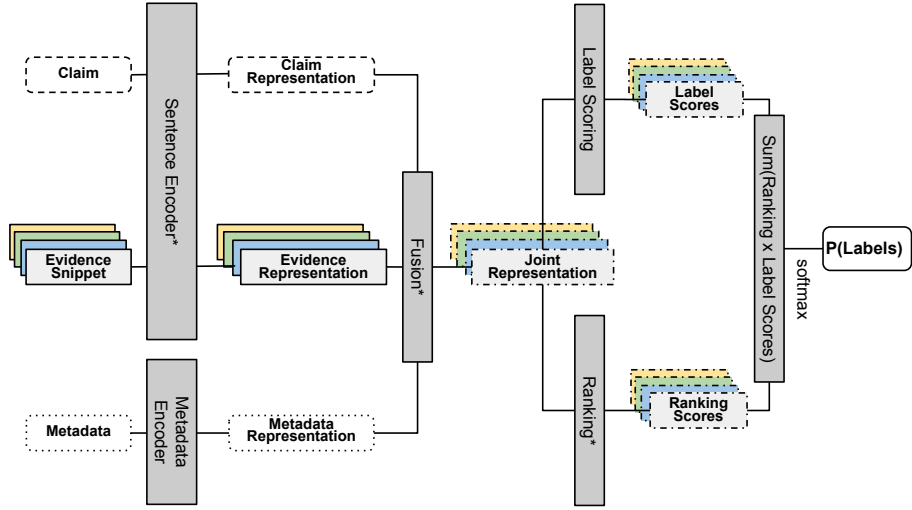 Claim
Sentence Encoder*
Claim
Representation
Evidence
Snippet
Evidence
Representation
Metadata
Metadata
Encoder
Metadata
Representation
Fusion*
Joint
Representation
Label Scoring
Label
Scores
Ranking*
Ranking
Scores
Sum(Ranking x Label Scores)
softmax
P(Labels)